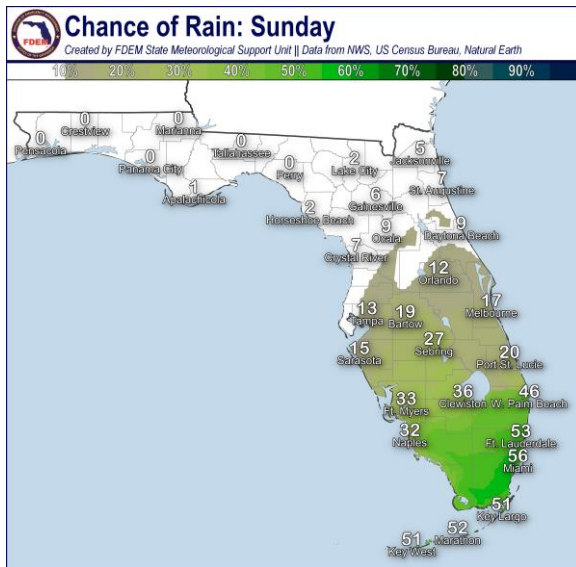 FDEM
Chance of Rain: Sunday
Created by FDEM State Meteorological Support Unit || Data from NWS, US Census Bureau, Natural Earth
10% 20% 30% 40% 50% 60% 70% 80% 90%
0
Crestview
0
Marianna
0
Pensacola
0
Tallahassee
5
Jacksonville
0
Panama City
0
Perry
2
Lake City
7
St. Augustine
1
Apalachicola
6
Gainesville
2
Horseshoe Beach
9
Ocala
9
Daytona Beach
7
Crystal River
12
Orlando
13
Tampa
19
Bartow
17
Melbourne
15
Sarasota
27
Sebring
20
Port St. Lucie
33
Ft. Myers
36
Clewiston
46
W. Palm Beach
32
Naples
53
Ft. Lauderdale
56
Miami
51
Key Largo
52
Marathon
51
Key West